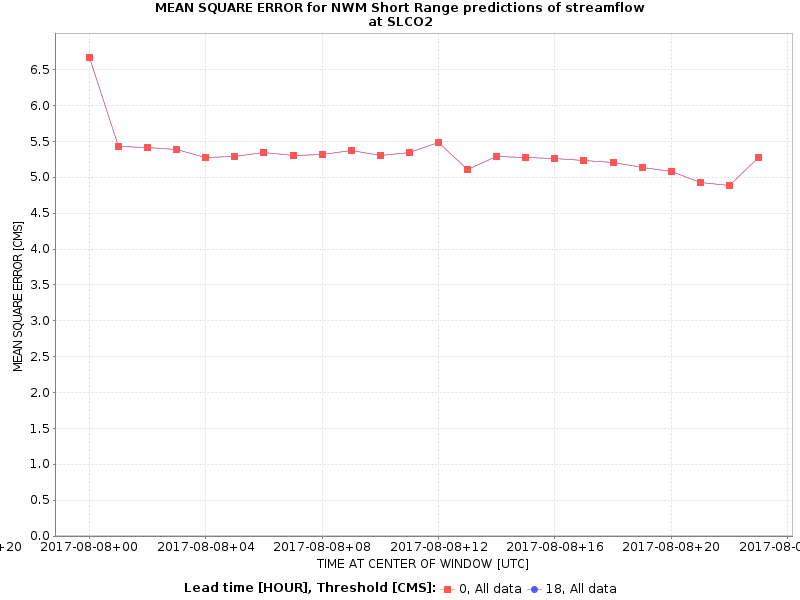 MEAN SQUARE ERROR for NWM Short Range predictions of streamflow
at SLCO2
6.5
6.0
5.5
5.0
4.5
4.0
3.5
3.0
2.5
2.0
1.5
1.0
0.5
0.0
MEAN SQUARE ERROR [CMS]
+20 2017-08-08+00 2017-08-08+04 2017-08-08+08 2017-08-08+12 2017-08-08+16 2017-08-08+20 2017-08-0
TIME AT CENTER OF WINDOW [UTC]
Lead time [HOUR], Threshold [CMS]: 0, All data 18, All data